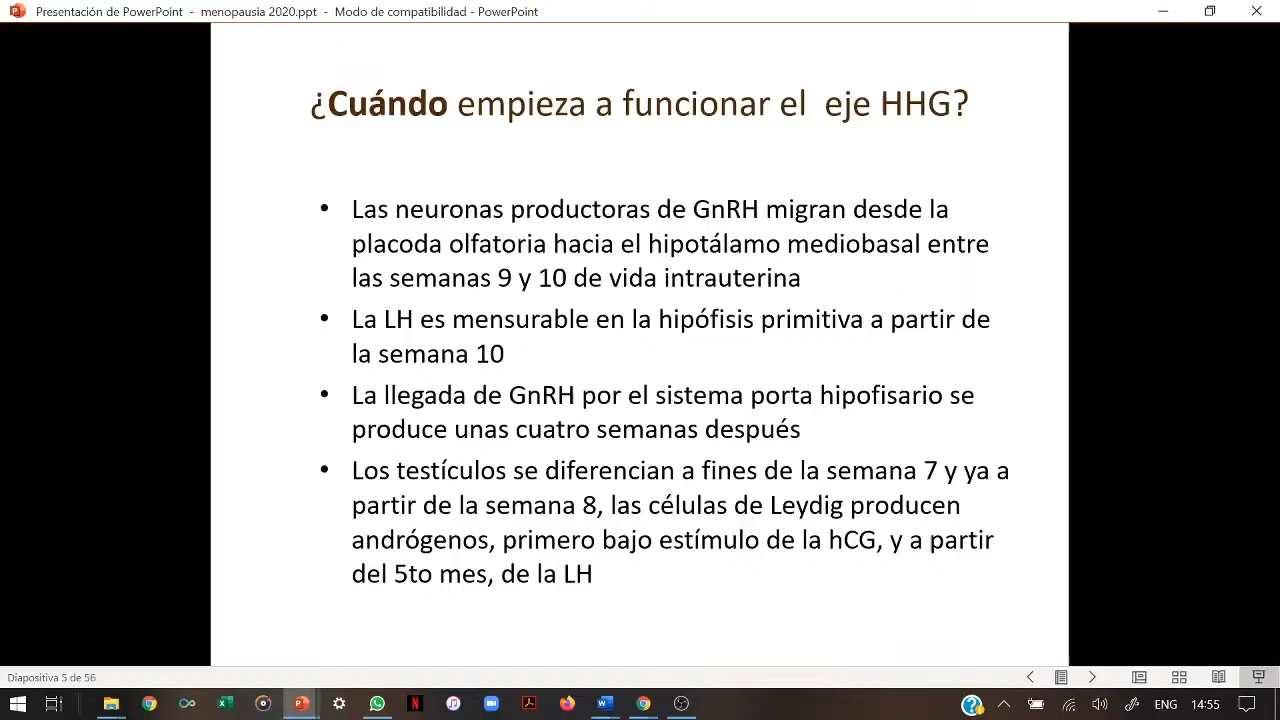 Presentación de PowerPoint - menopausia 2020.ppt - Modo de compatibilidad - PowerPoint
¿Cuándo empieza a funcionar el eje HHG?
• Las neuronas productoras de GnRH migran desde la
placoda olfatoria hacia el hipotálamo mediobasal entre
las semanas 9 y 10 de vida intrauterina
• La LH es mensurable en la hipófisis primitiva a partir de
la semana 10
• La llegada de GnRH por el sistema porta hipofisario se
produce unas cuatro semanas después
• Los testículos se diferencian a fines de la semana 7 y ya a
partir de la semana 8, las células de Leydig producen
andrógenos, primero bajo estímulo de la hCG, y a partir
del 5to mes, de la LH
Diapositiva 5 de 56
ENG 14:55